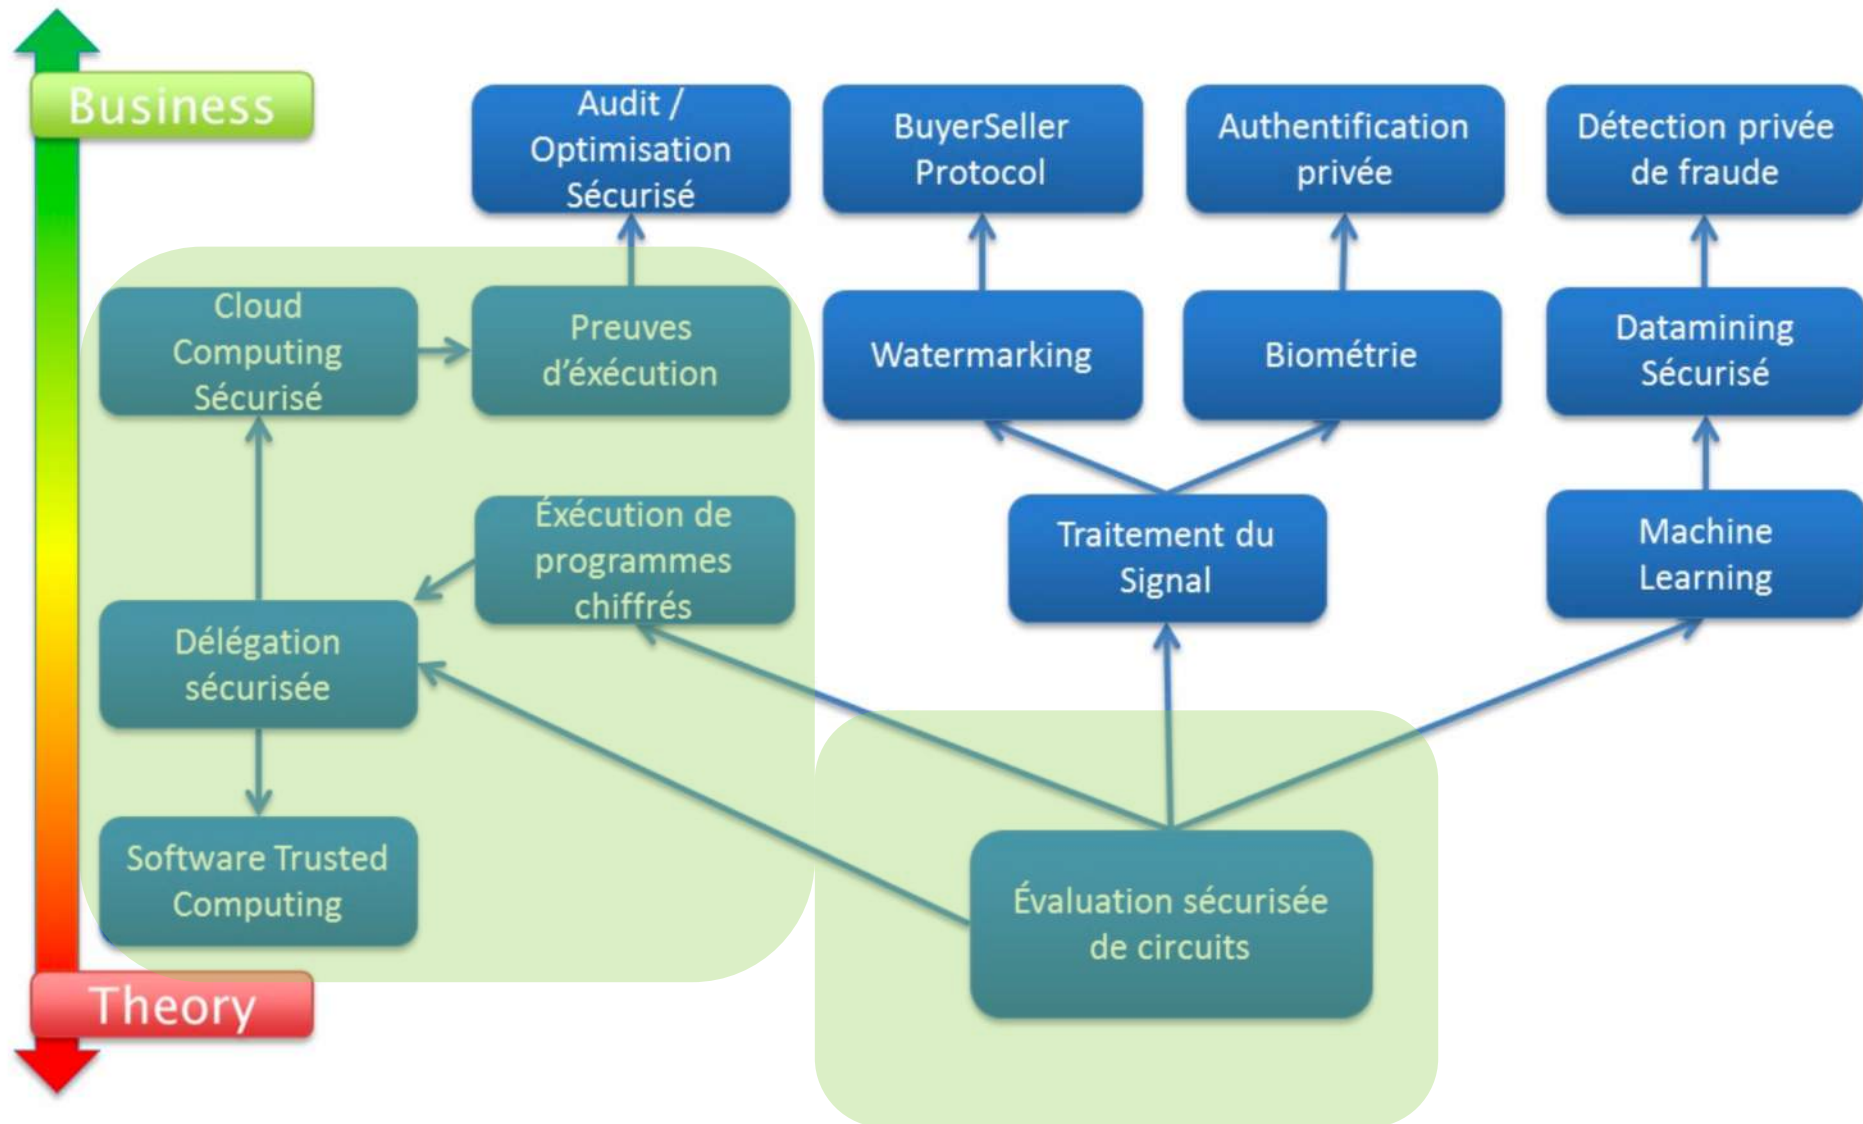 Business
Audit /
Optimisation
Sécurisé
BuyerSeller
Protocol
Authentification
privée
Détection privée
de fraude
Cloud
Computing
Sécurisé
Preuves
d'éxécution
Watermarking
Biométrie
Datamining
Sécurisé
Éxécution de
programmes
chiffrés
Traitement du
Signal
Machine
Learning
Délégation
sécurisée
Software Trusted
Computing
Évaluation sécurisée
de circuits
Theory